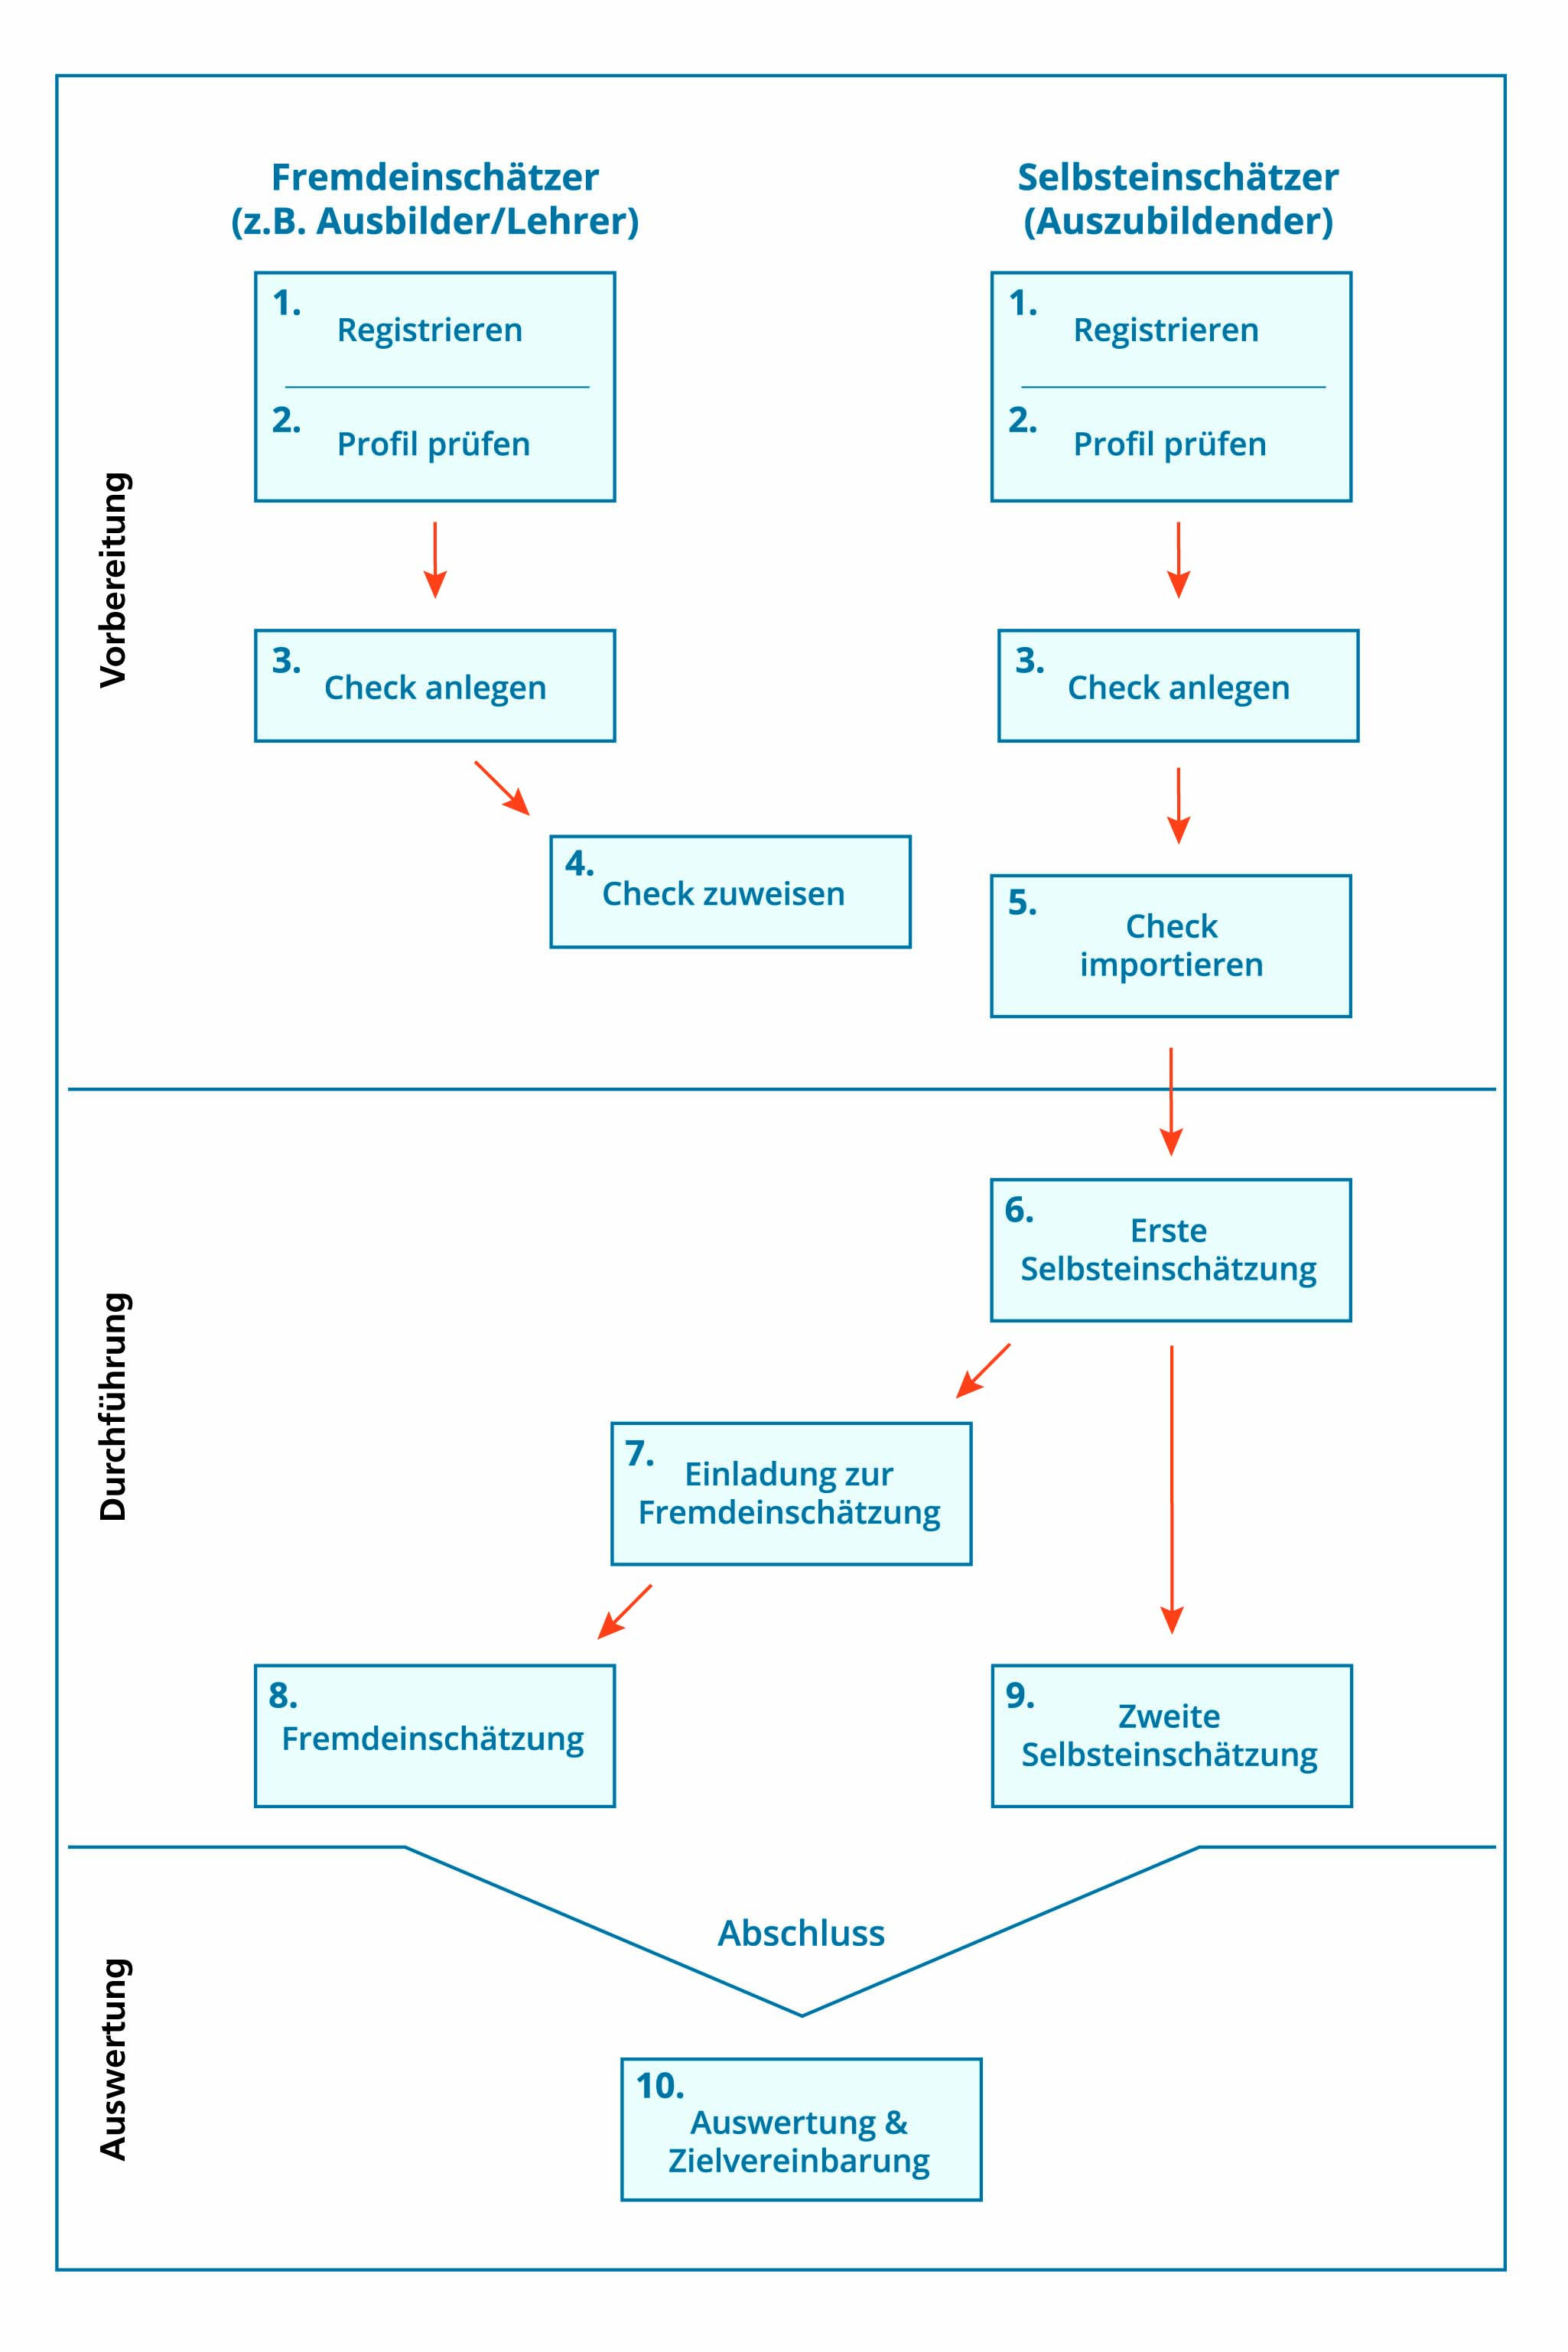 Fremdeinschätzer
(z.B. Ausbilder/Lehrer)
Selbsteinschätzer
(Auszubildender)
Vorbereitung
1.
Registrieren
2.
Profil prüfen
1.
Registrieren
2.
Profil prüfen
3.
Check anlegen
3.
Check anlegen
4.
Check zuweisen
5.
Check
importieren
Durchführung
6.
Erste
Selbsteinschätzung
7.
Einladung zur
Fremdeinschätzung
8.
Fremdeinschätzung
9.
Zweite
Selbsteinschätzung
Auswertung
Abschluss
10.
Auswertung &
Zielvereinbarung